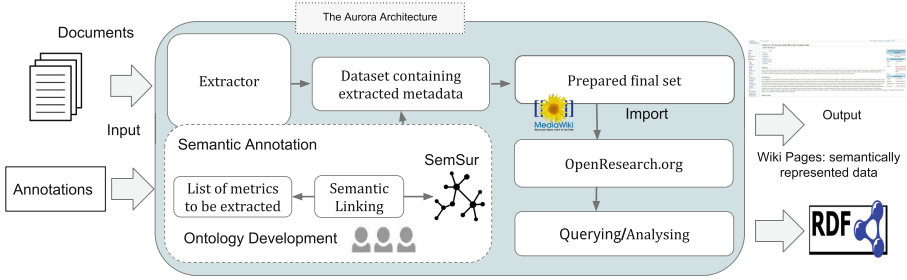 The Aurora Architecture
Documents
Input
Annotations
Extractor
Dataset containing
extracted metadata
Prepared final set
MediaWiki
Import
Semantic Annotation
SemSur
List of metrics
to be extracted
Semantic
Linking
Ontology Development
OpenResearch.org
Querying/Analysing
Output
Wiki Pages: semantically
represented data
RDF